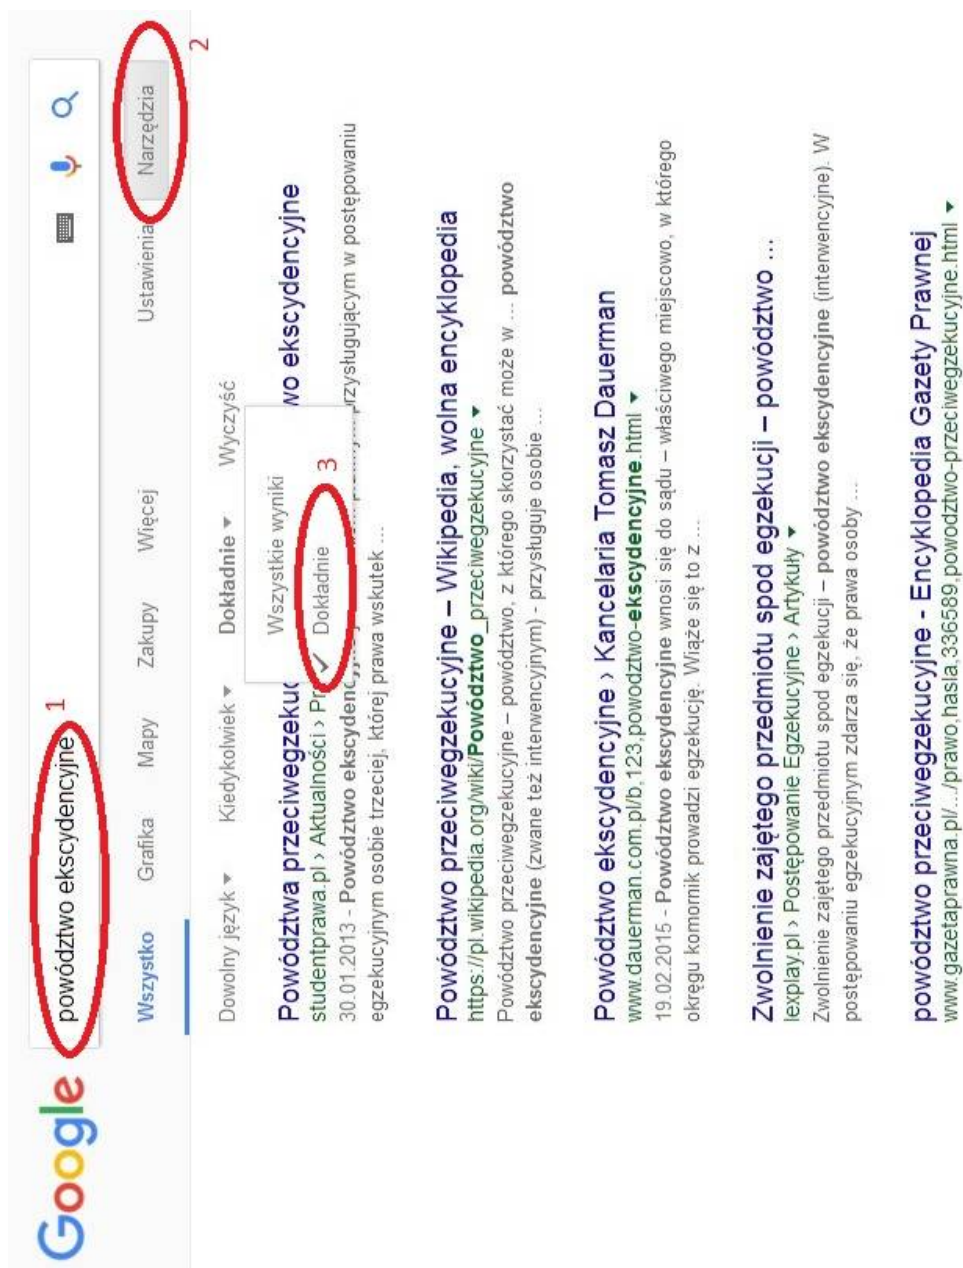 Google
powództwo ekscydencyjne
1
Wszystko Grafika Mapy Zakupy Więcej Ustawienia Narzędzia
2
Dowolny język Kiedykolwiek Dokładnie Wyczyść
Wszystkie wyniki
Dokładnie
3
Powództwa przeciwegzekuc wo ekscydencyjne
studentprawa.pl › Aktualności › Pr
30.01.2013 - Powództwo ekscydencyj przysługującym w postępowaniu
egzekucyjnym osobie trzeciej, której prawa wskutek ...
Powództwo przeciwegzekucyjne – Wikipedia, wolna encyklopedia
https://pl.wikipedia.org/wiki/Powództwo_przeciwegzekucyjne
Powództwo przeciwegzekucyjne – powództwo, z którego skorzystać może w ... powództwo
ekscydencyjne (zwane też interwencyjnym) - przysługuje osobie ...
Powództwo ekscydencyjne › Kancelaria Tomasz Dauerman
www.dauerman.com.pl/b,123,powodztwo-ekscydencyjne.html
19.02.2015 - Powództwo ekscydencyjne wnosi się do sądu – właściwego miejscowo, w którego
okręgu komornik prowadzi egzekucję. Wiąże się to z ...
Zwolnienie zajętego przedmiotu spod egzekucji – powództwo ...
lexplay.pl › Postępowanie Egzekucyjne › Artykuły
Zwolnienie zajętego przedmiotu spod egzekucji – powództwo ekscydencyjne (interwencyjne). W
postępowaniu egzekucyjnym zdarza się, że prawa osoby ...
powództwo przeciwegzekucyjne - Encyklopedia Gazety Prawnej
www.gazetaprawna.pl/.../prawo,hasla,336589,powodztwo-przeciwegzekucyjne.html